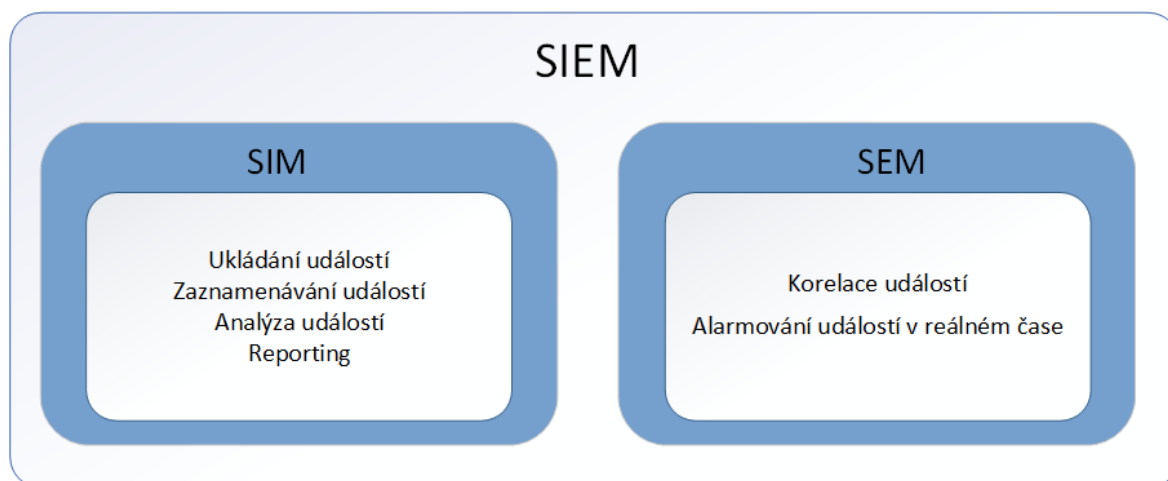 SIEM
SIM
Ukládání událostí
Zaznamenávání událostí
Analýza událostí
Reporting
SEM
Korelace událostí
Alarmování událostí v reálném čase